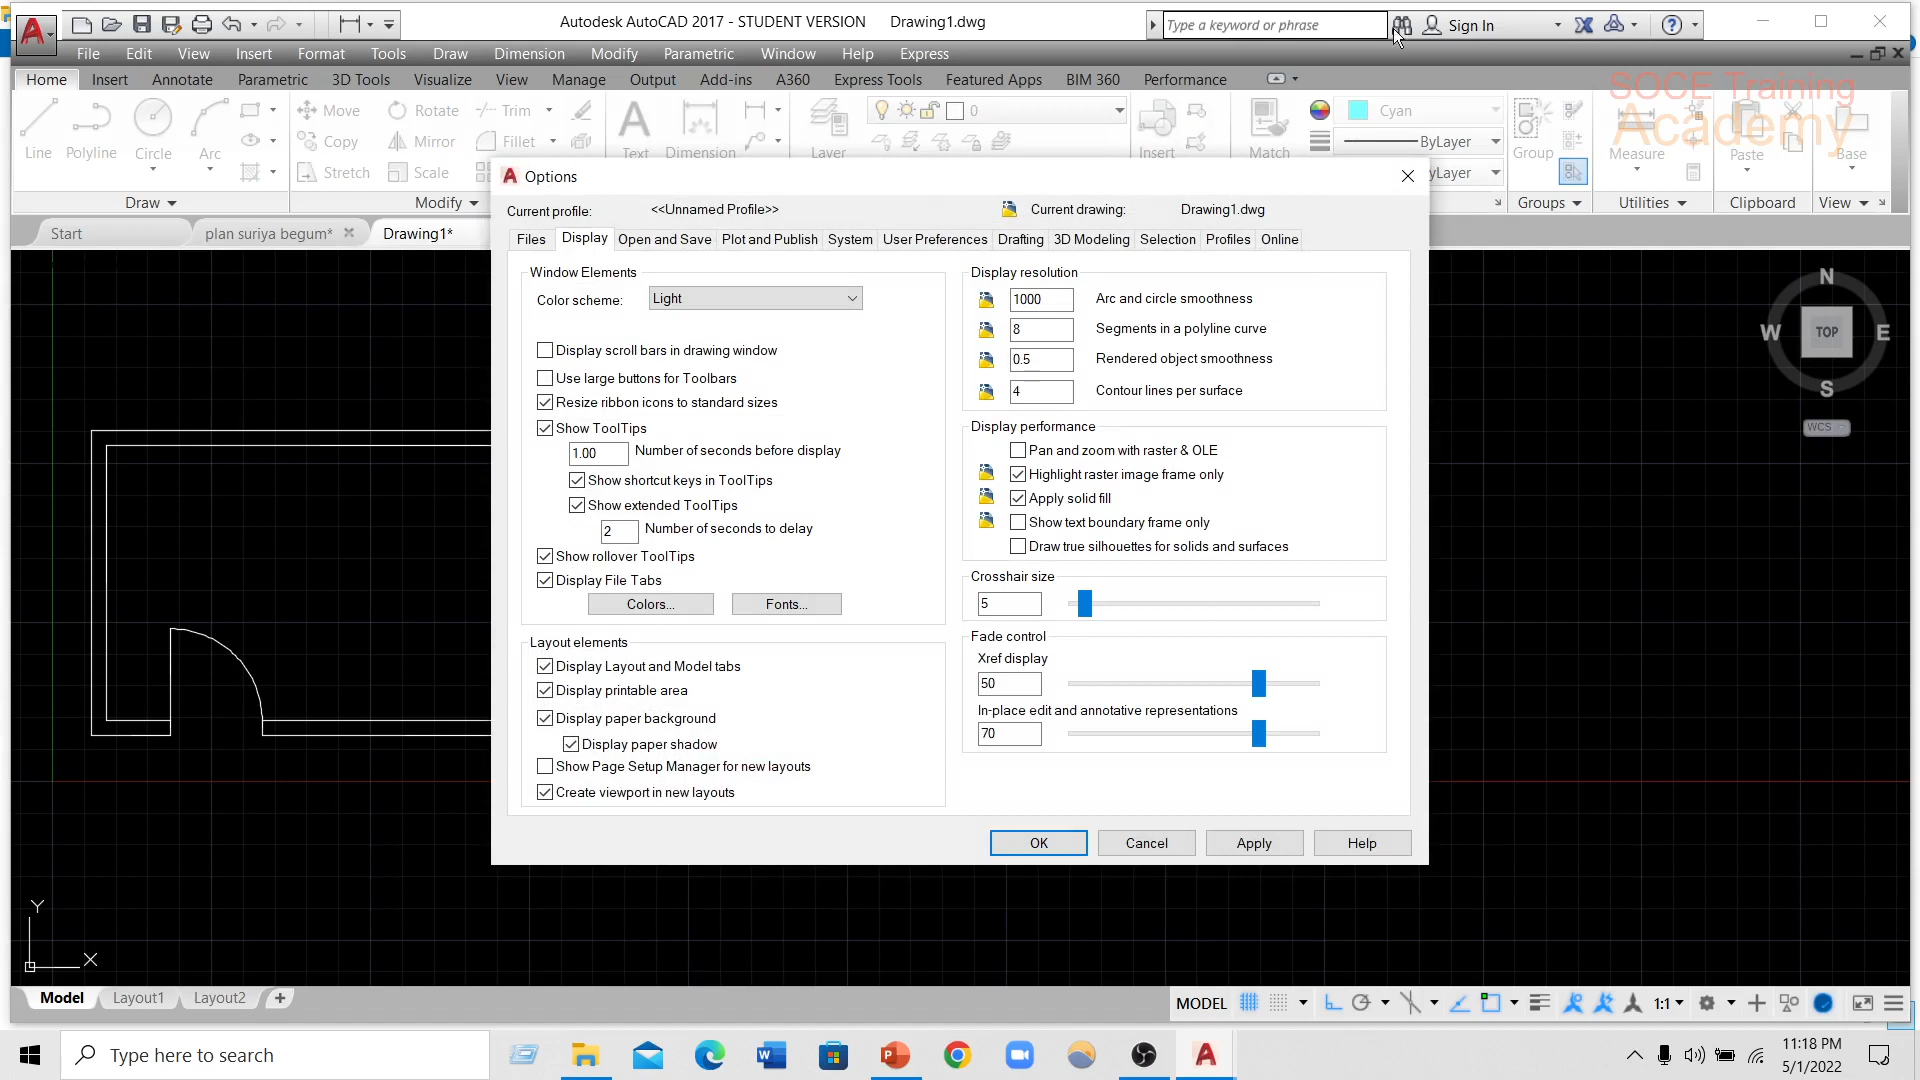 Autodesk AutoCAD 2017 - STUDENT VERSION Drawing1.dwg
Type a keyword or phrase
Sign In
File Edit View Insert Format Tools Draw Dimension Modify Parametric Window Help Express
Home Insert Annotate Parametric 3D Tools Visualize View Manage Output Add-ins A360 Express Tools Featured Apps BIM 360 Performance
SOCE Training
Academy
Line Polyline Circle Arc
Move Rotate Trim
Copy Mirror Fillet
Stretch Scale
Text Dimension Layer
0
Insert Match
Cyan
ByLayer
yLayer
Group Measure Paste Base
Draw Modify Groups Utilities Clipboard View
Start plan suriya begum* Drawing1*
Options
Current profile: <<Unnamed Profile>> Current drawing: Drawing1.dwg
Files Display Open and Save Plot and Publish System User Preferences Drafting 3D Modeling Selection Profiles Online
Window Elements
Color scheme: Light
Display scroll bars in drawing window
Use large buttons for Toolbars
Resize ribbon icons to standard sizes
Show ToolTips
1.00 Number of seconds before display
Show shortcut keys in ToolTips
Show extended ToolTips
2 Number of seconds to delay
Show rollover ToolTips
Display File Tabs
Colors... Fonts...
Layout elements
Display Layout and Model tabs
Display printable area
Display paper background
Display paper shadow
Show Page Setup Manager for new layouts
Create viewport in new layouts
Display resolution
1000 Arc and circle smoothness
8 Segments in a polyline curve
0.5 Rendered object smoothness
4 Contour lines per surface
Display performance
Pan and zoom with raster & OLE
Highlight raster image frame only
Apply solid fill
Show text boundary frame only
Draw true silhouettes for solids and surfaces
Crosshair size
5
Fade control
Xref display
50
In-place edit and annotative representations
70
OK Cancel Apply Help
N
W TOP E
S
WCS
Y
X
Model Layout1 Layout2 +
MODEL 1:1
Type here to search
11:18 PM
5/1/2022